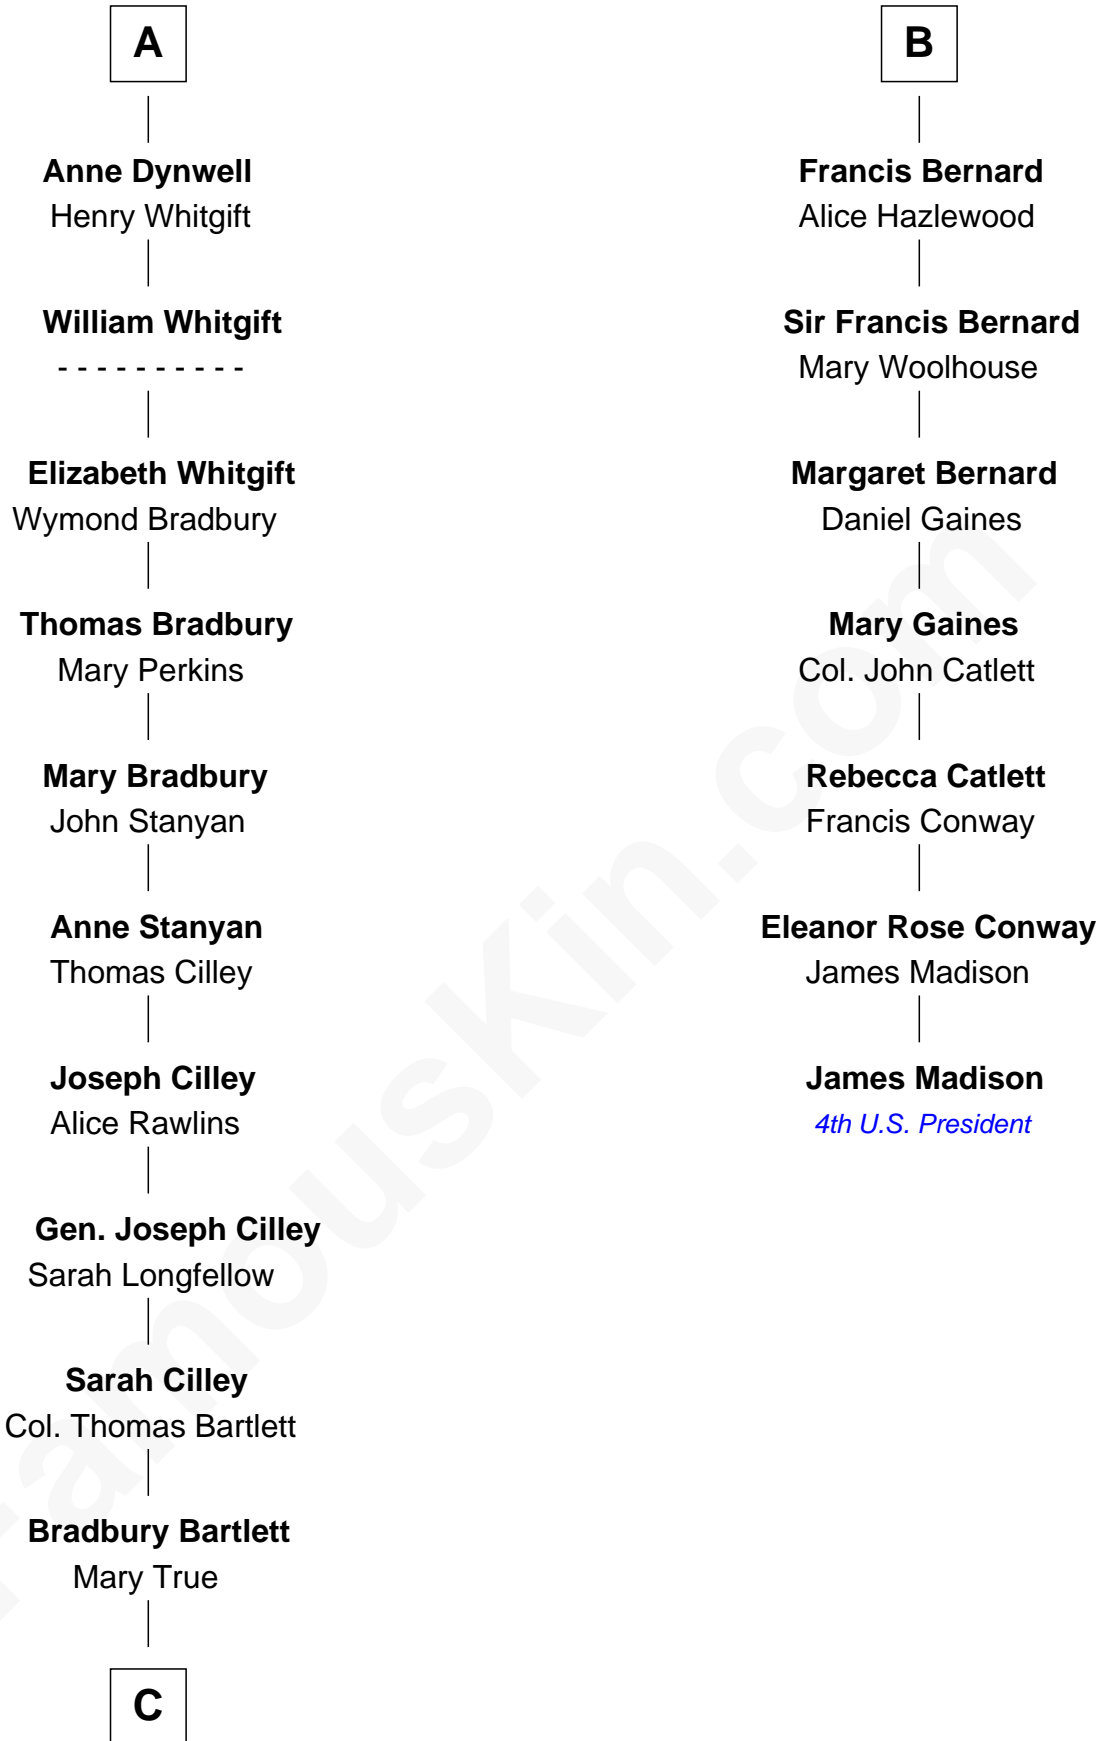 A
Anne Dynwell
Henry Whitgift
William Whitgift
- - - - - - - - - -
Elizabeth Whitgift
Wymond Bradbury
Thomas Bradbury
Mary Perkins
Mary Bradbury
John Stanyan
Anne Stanyan
Thomas Cilley
Joseph Cilley
Alice Rawlins
Gen. Joseph Cilley
Sarah Longfellow
Sarah Cilley
Col. Thomas Bartlett
Bradbury Bartlett
Mary True
C
B
Francis Bernard
Alice Hazlewood
Sir Francis Bernard
Mary Woolhouse
Margaret Bernard
Daniel Gaines
Mary Gaines
Col. John Catlett
Rebecca Catlett
Francis Conway
Eleanor Rose Conway
James Madison
James Madison
4th U.S. President
FamousKin.com